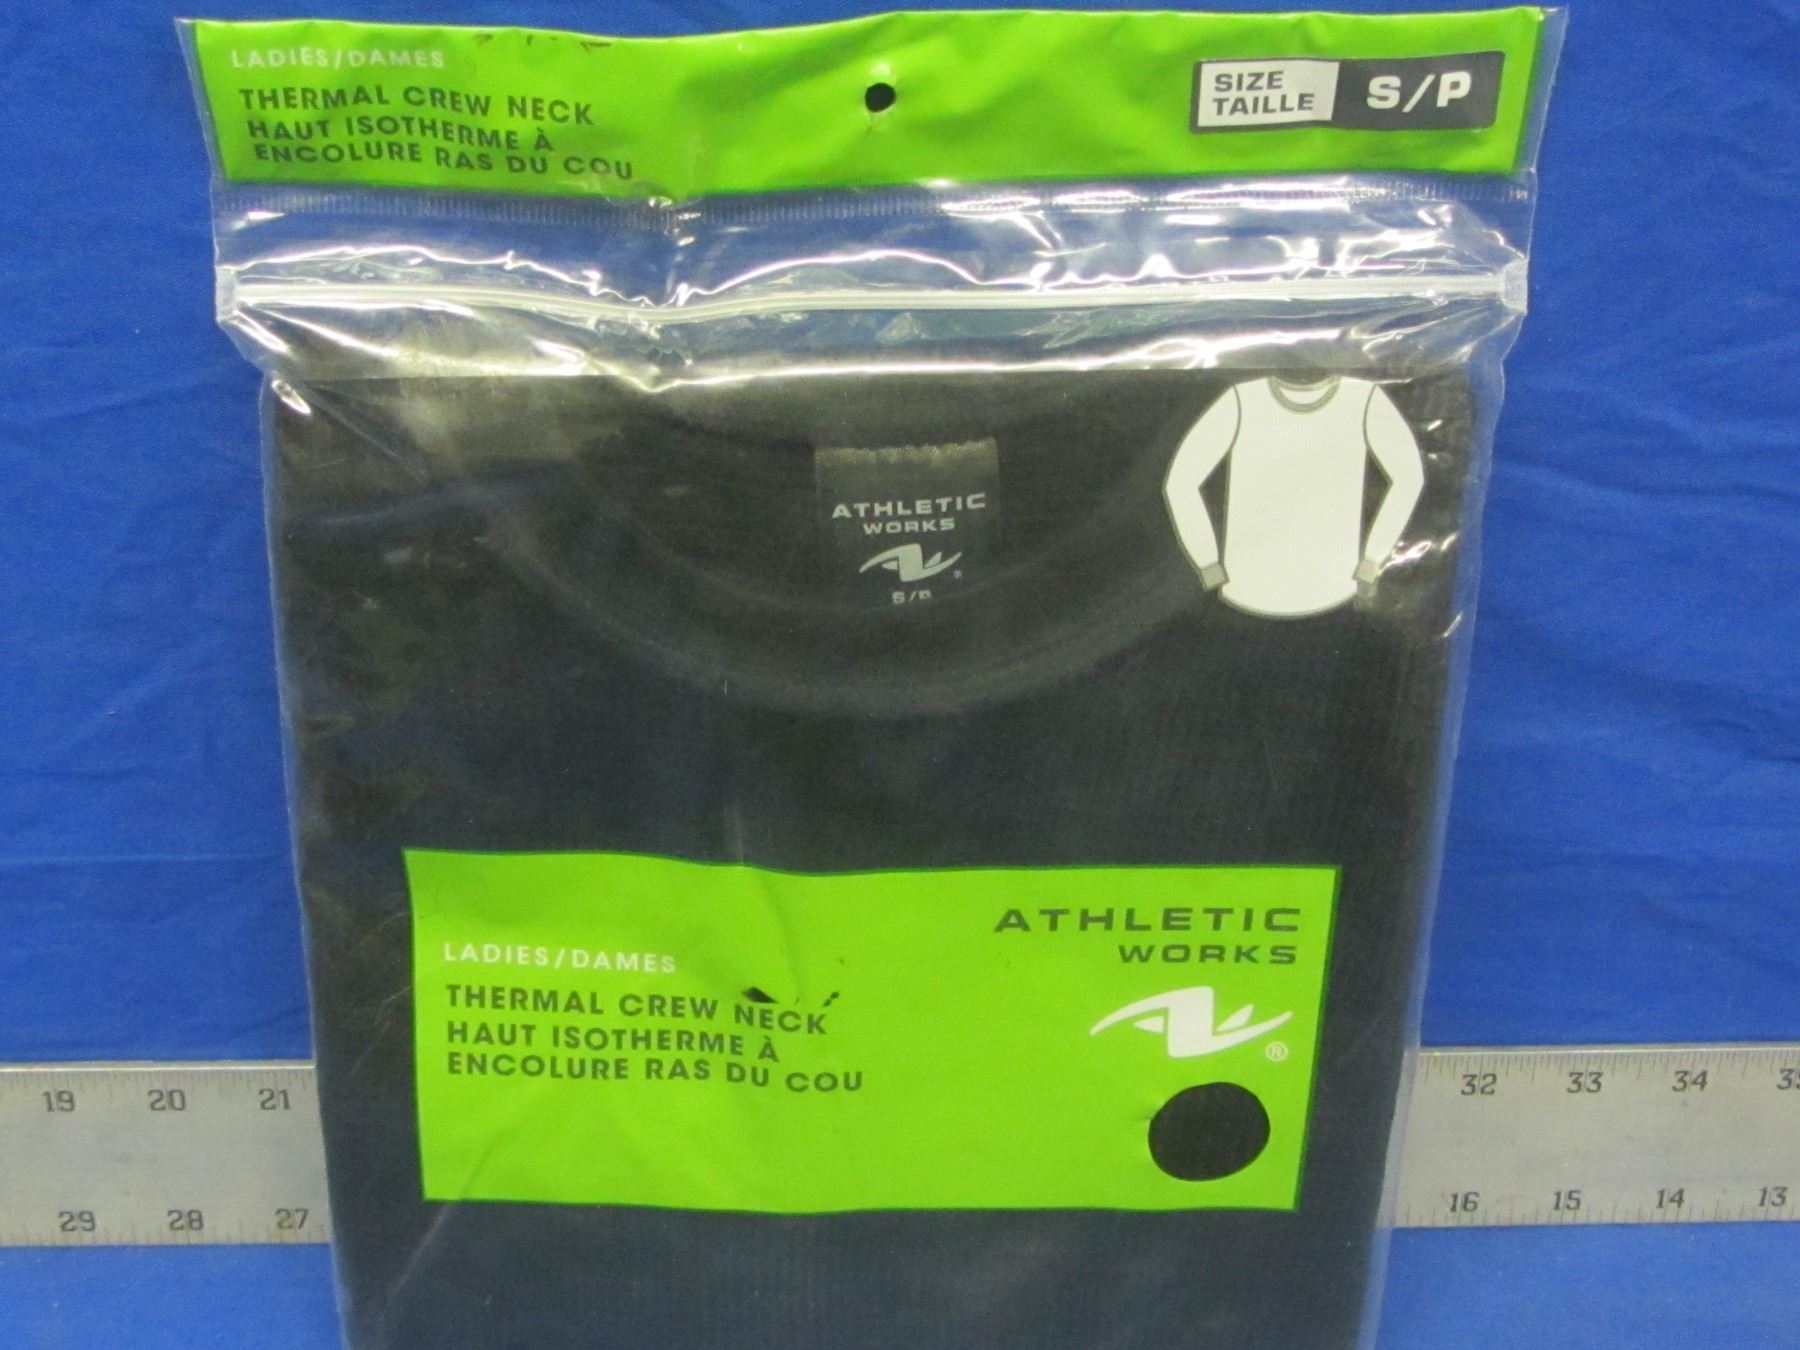 LADIES/DAMES
THERMAL CREW NECK
HAUT ISOTHERME À
ENCOLURE RAS DU COU
SIZE
TAILLE
S/P
ATHLETIC
WORKS
®
S/P
ATHLETIC
WORKS
®
LADIES/DAMES
THERMAL CREW NECK
HAUT ISOTHERME À
ENCOLURE RAS DU COU
19 20 21
29 28 27
32 33 34 35
16 15 14 13